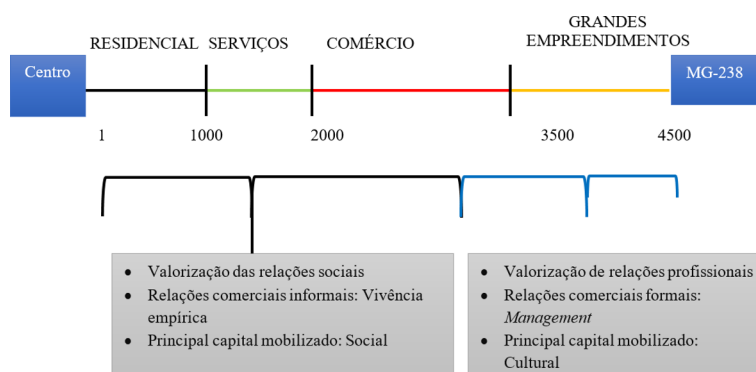 GRANDES
RESIDENCIAL SERVIÇOS COMÉRCIO EMPREENDIMENTOS
Centro MG-238
1 1000 2000 3500 4500
• Valorização das relações sociais
• Relações comerciais informais: Vivência
empírica
• Principal capital mobilizado: Social
• Valorização de relações profissionais
• Relações comerciais formais:
Management
• Principal capital mobilizado:
Cultural